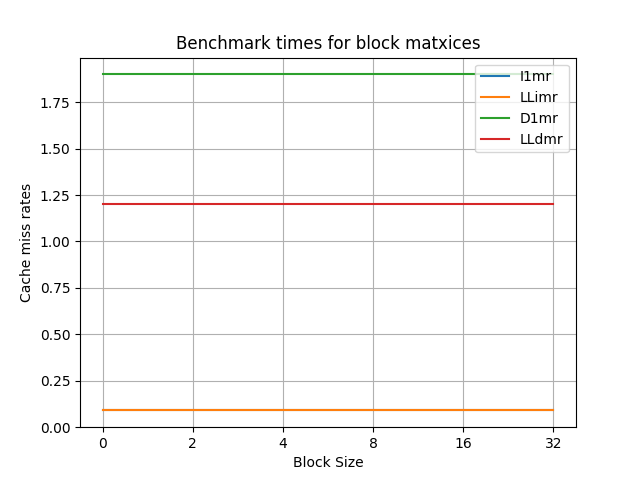 Benchmark times for block matxices
I1mr
LLimr
D1mr
LLdmr
Cache miss rates
1.75
1.50
1.25
1.00
0.75
0.50
0.25
0.00
0 2 4 8 16 32
Block Size